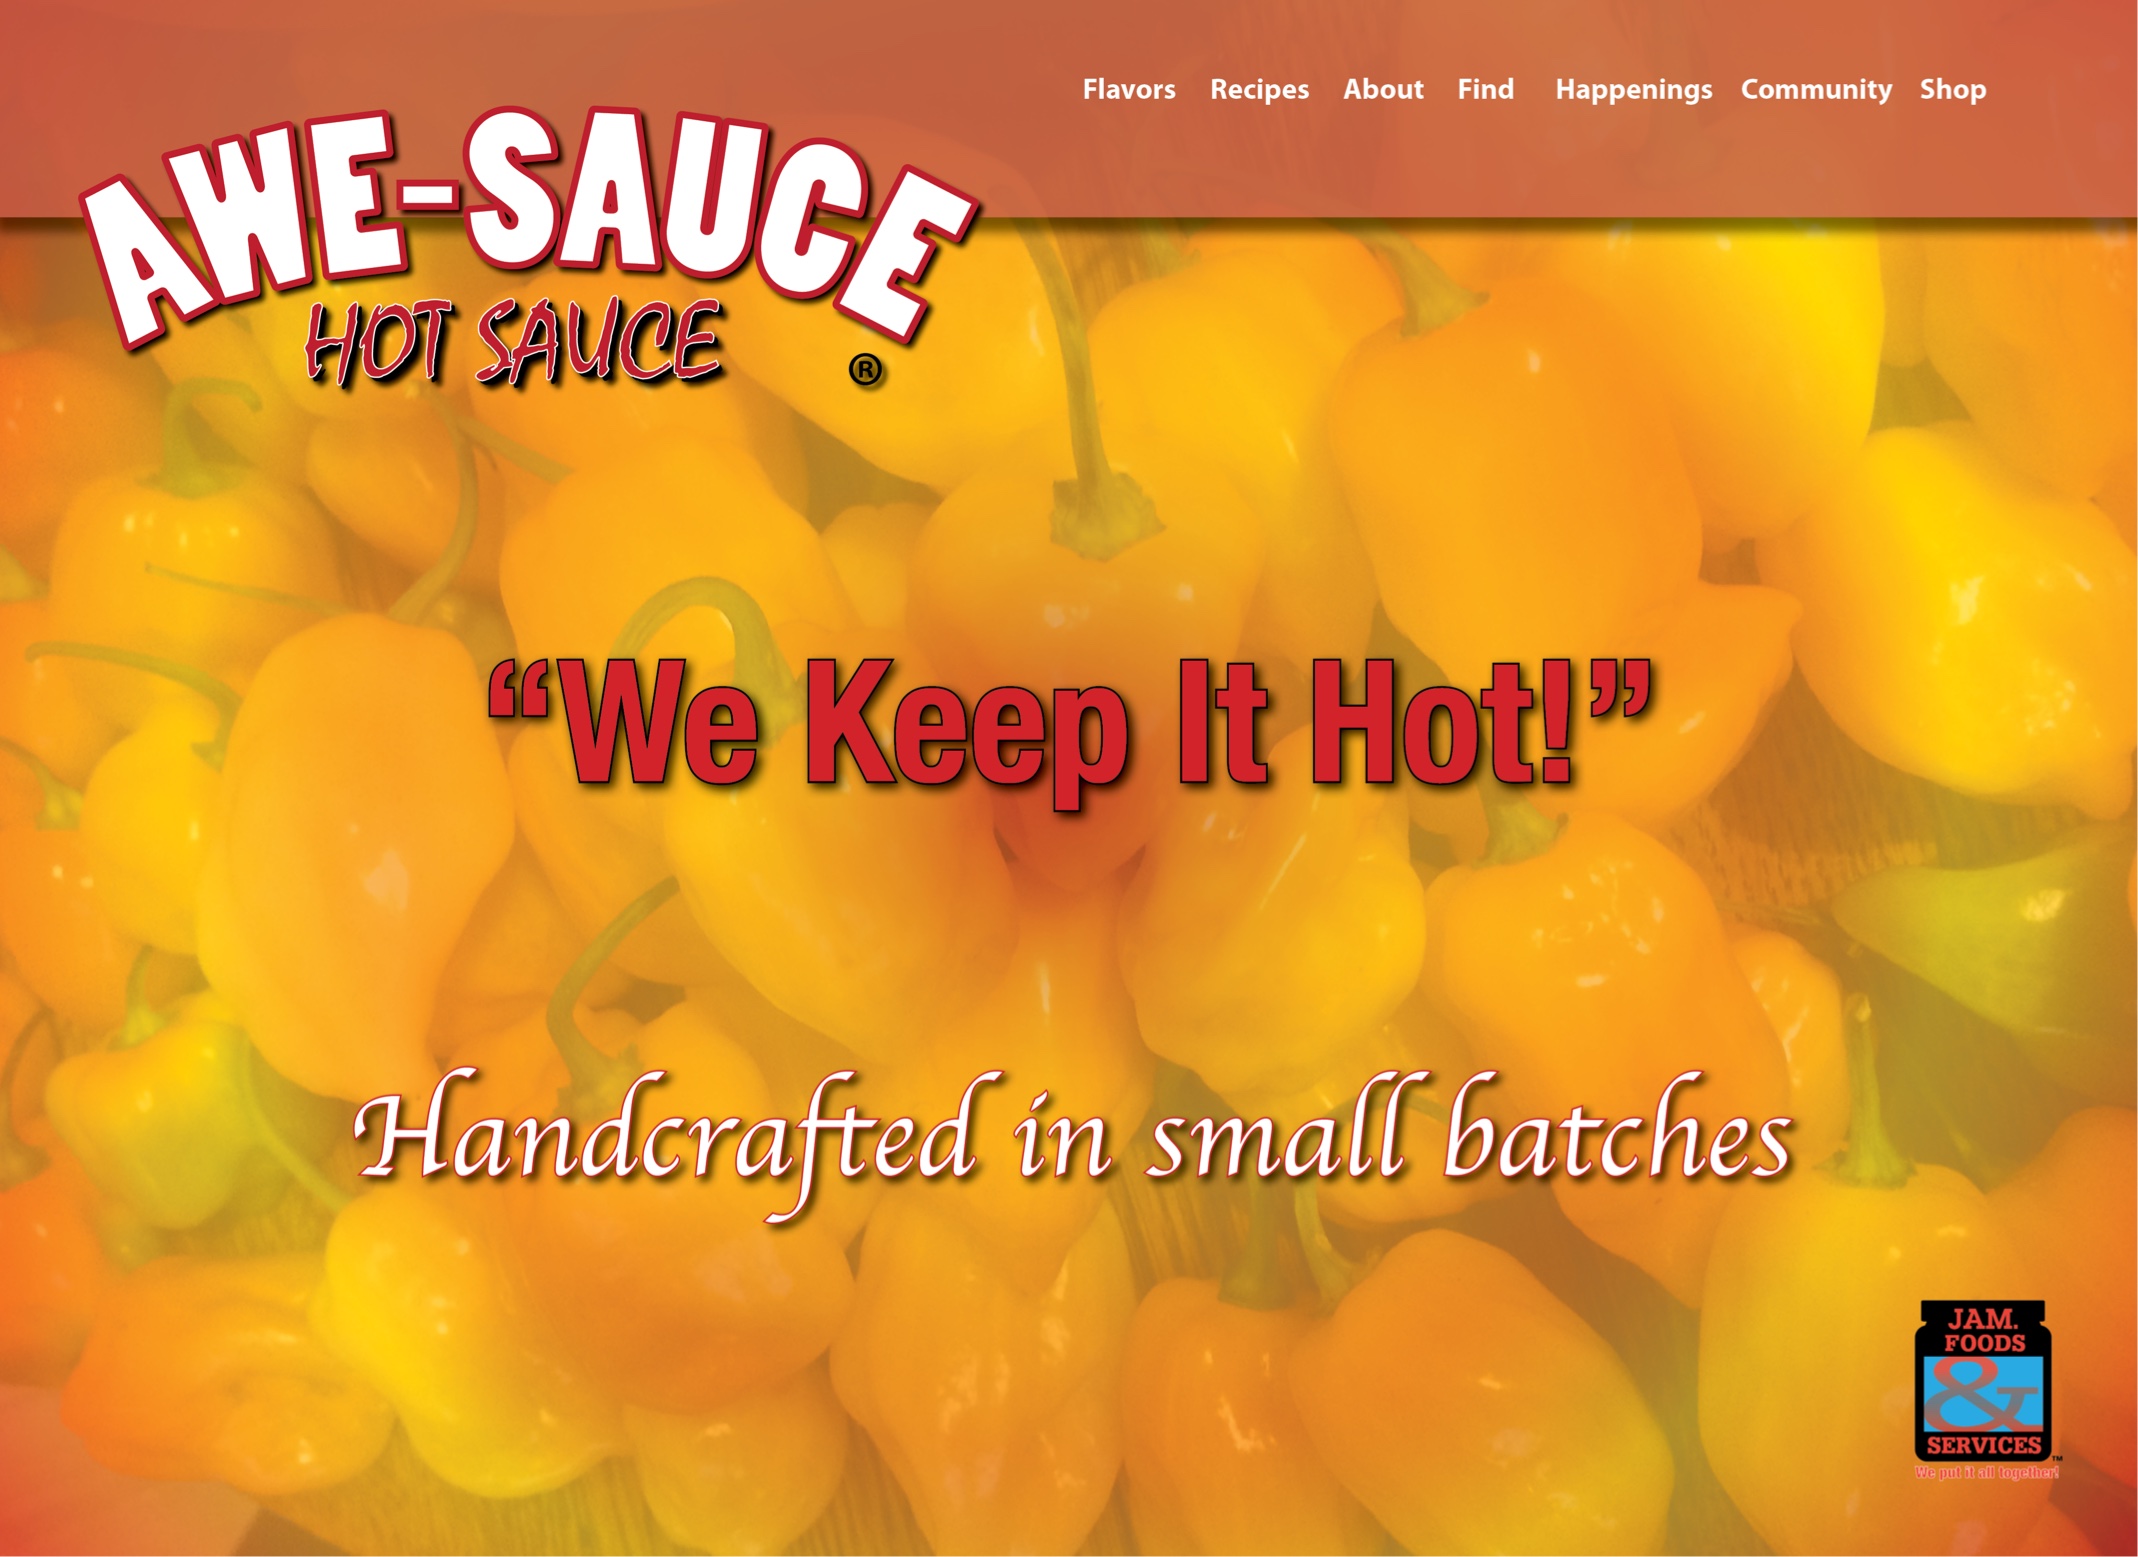 Flavors Recipes About Find Happenings Community Shop
AWE-SAUCE
HOT SAUCE
®
“We Keep It Hot!”
Handcrafted in small batches
JAM.
FOODS
&
SERVICES
™
We put it all together!